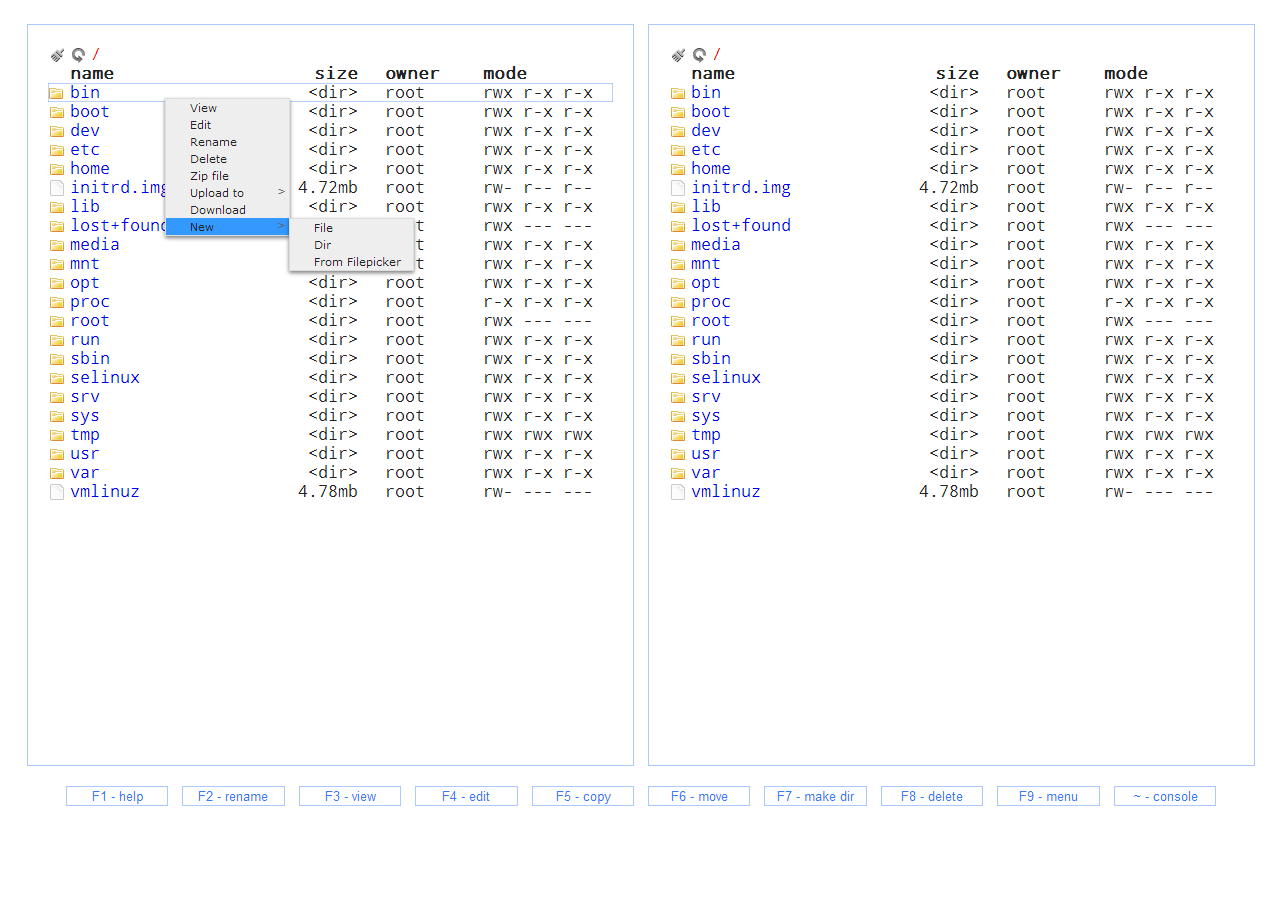 /
name size owner mode
bin <dir> root rwx r-x r-x
boot <dir> root rwx r-x r-x
dev <dir> root rwx r-x r-x
etc <dir> root rwx r-x r-x
home <dir> root rwx r-x r-x
initrd.img 4.72mb root rw- r-- r--
lib <dir> root rwx r-x r-x
lost+found rwx --- ---
media rwx r-x r-x
mnt rwx r-x r-x
opt <dir> root rwx r-x r-x
proc <dir> root r-x r-x r-x
root <dir> root rwx --- ---
run <dir> root rwx r-x r-x
sbin <dir> root rwx r-x r-x
selinux <dir> root rwx r-x r-x
srv <dir> root rwx r-x r-x
sys <dir> root rwx r-x r-x
tmp <dir> root rwx rwx rwx
usr <dir> root rwx r-x r-x
var <dir> root rwx r-x r-x
vmlinuz 4.78mb root rw- --- ---
View
Edit
Rename
Delete
Zip file
Upload to >
Download
New >
File
Dir
From Filepicker
/
name size owner mode
bin <dir> root rwx r-x r-x
boot <dir> root rwx r-x r-x
dev <dir> root rwx r-x r-x
etc <dir> root rwx r-x r-x
home <dir> root rwx r-x r-x
initrd.img 4.72mb root rw- r-- r--
lib <dir> root rwx r-x r-x
lost+found <dir> root rwx --- ---
media <dir> root rwx r-x r-x
mnt <dir> root rwx r-x r-x
opt <dir> root rwx r-x r-x
proc <dir> root r-x r-x r-x
root <dir> root rwx --- ---
run <dir> root rwx r-x r-x
sbin <dir> root rwx r-x r-x
selinux <dir> root rwx r-x r-x
srv <dir> root rwx r-x r-x
sys <dir> root rwx r-x r-x
tmp <dir> root rwx rwx rwx
usr <dir> root rwx r-x r-x
var <dir> root rwx r-x r-x
vmlinuz 4.78mb root rw- --- ---
F1 - help F2 - rename F3 - view F4 - edit F5 - copy F6 - move F7 - make dir F8 - delete F9 - menu ~ - console